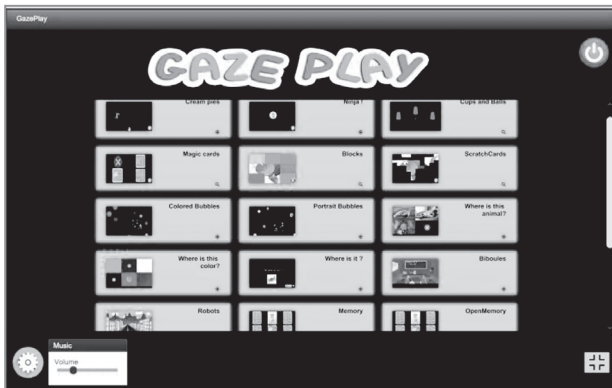 GazePlay
GAZE PLAY
Cream pies
Ninja !
Cups and Balls
Magic cards
Blocks
ScratchCards
Colored Bubbles
Portrait Bubbles
Where is this
animal?
Where is this
color?
Where is it ?
Biboules
Robots
Memory
OpenMemory
Music
Volume